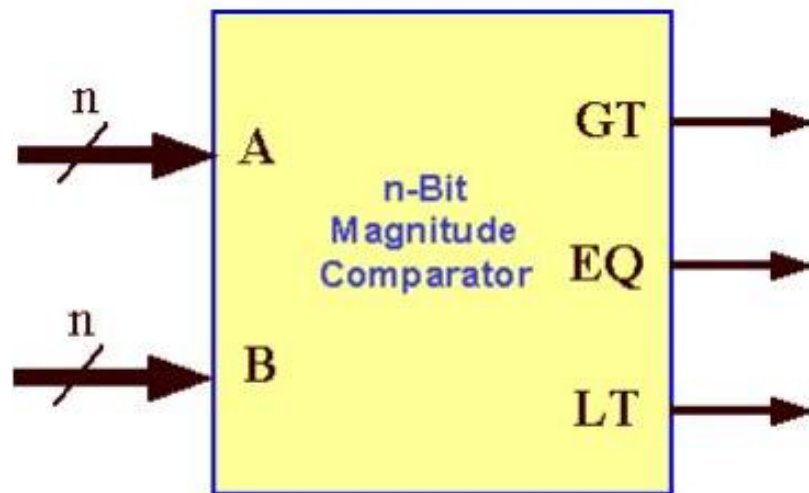 n
A
n
B
n-Bit
Magnitude
Comparator
GT
EQ
LT